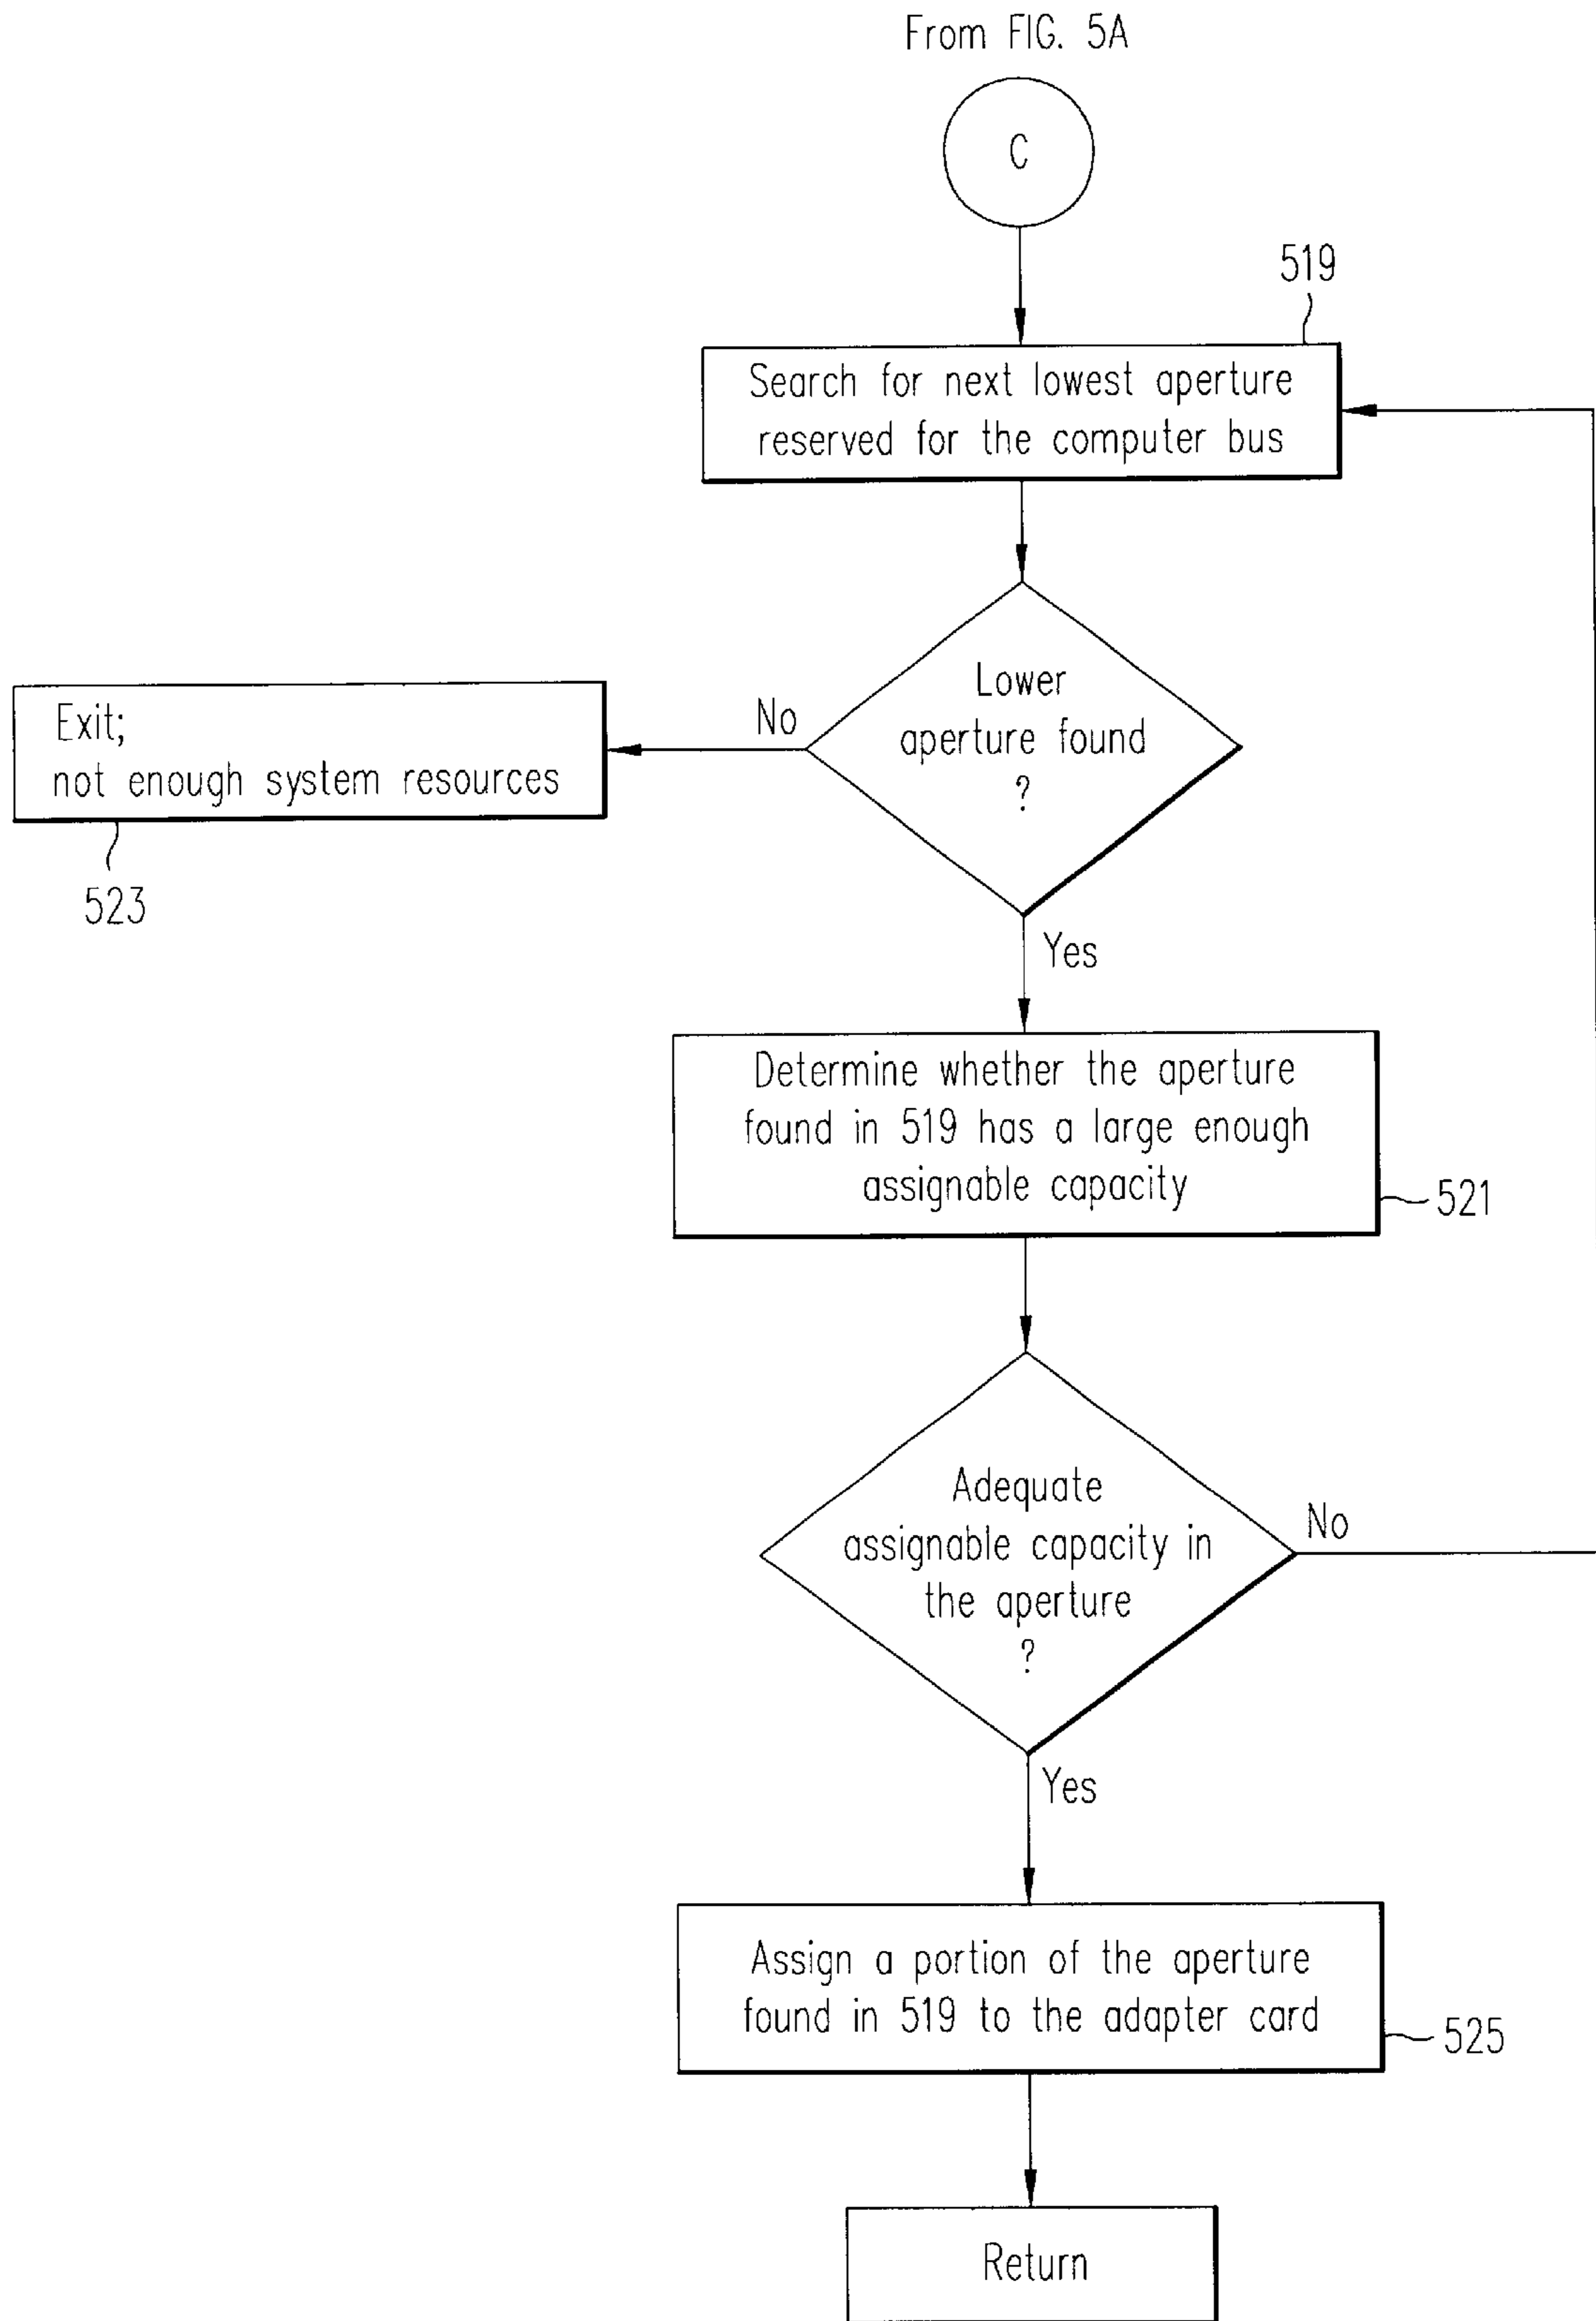 From FIG. 5A
C
519
Search for next lowest aperture
reserved for the computer bus
Lower
aperture found
?
No
Exit;
not enough system resources
523
Yes
Determine whether the aperture
found in 519 has a large enough
assignable capacity
521
Adequate
assignable capacity in
the aperture
?
No
Yes
Assign a portion of the aperture
found in 519 to the adapter card
525
Return